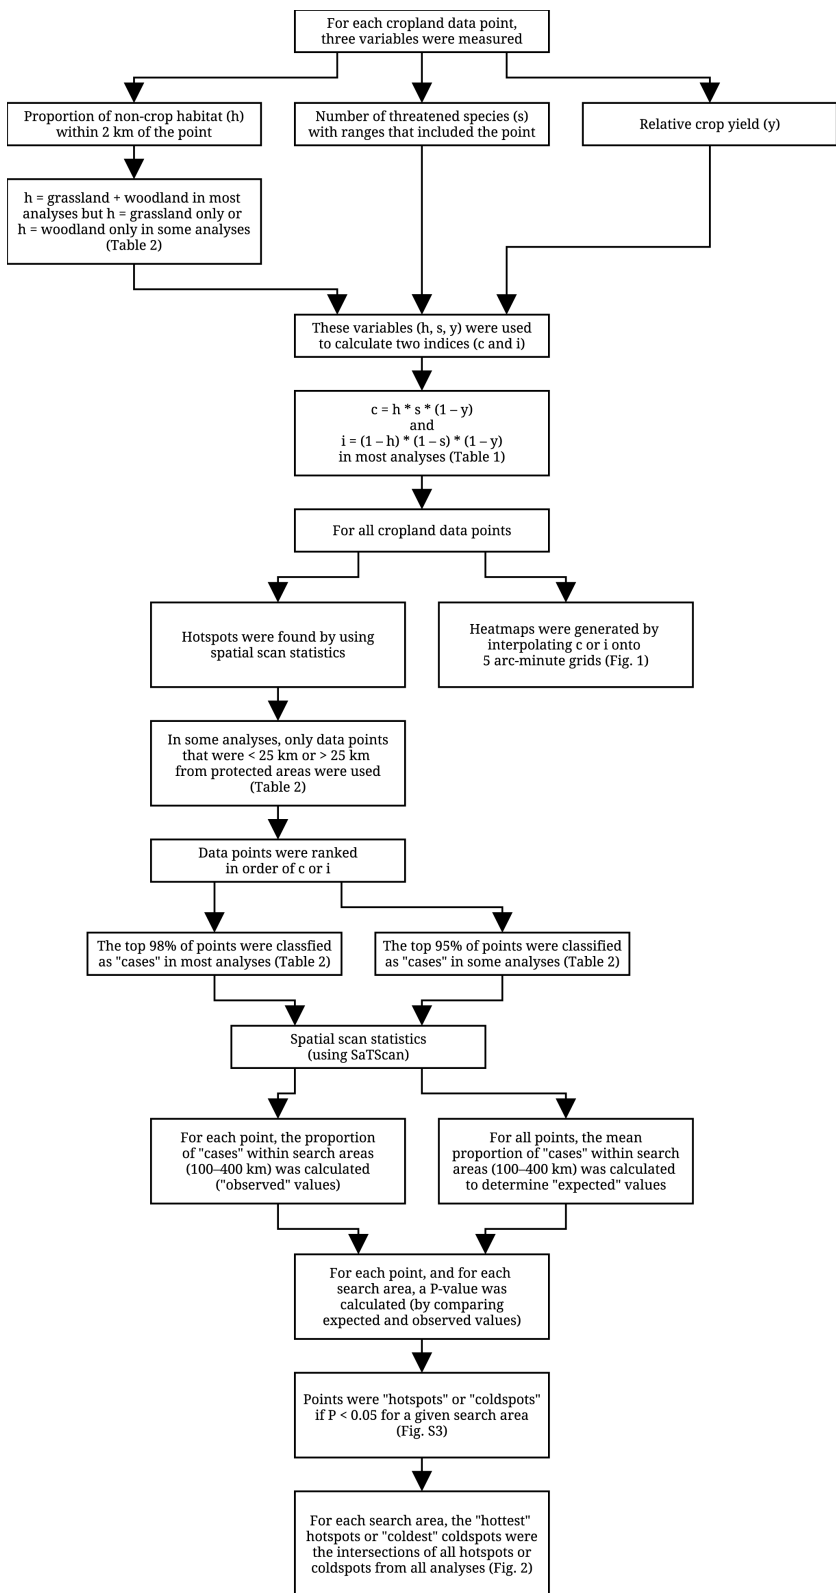 For each cropland data point,
three variables were measured
Proportion of non-crop habitat (h)
within 2 km of the point
Number of threatened species (s)
with ranges that included the point
Relative crop yield (y)
h = grassland + woodland in most
analyses but h = grassland only or
h = woodland only in some analyses
(Table 2)
These variables (h, s, y) were used
to calculate two indices (c and i)
c = h * s * (1 – y)
and
i = (1 – h) * (1 – s) * (1 – y)
in most analyses (Table 1)
For all cropland data points
Hotspots were found by using
spatial scan statistics
Heatmaps were generated by
interpolating c or i onto
5 arc-minute grids (Fig. 1)
In some analyses, only data points
that were < 25 km or > 25 km
from protected areas were used
(Table 2)
Data points were ranked
in order of c or i
The top 98% of points were classfied
as "cases" in most analyses (Table 2)
The top 95% of points were classified
as "cases" in some analyses (Table 2)
Spatial scan statistics
(using SaTScan)
For each point, the proportion
of "cases" within search areas
(100–400 km) was calculated
("observed" values)
For all points, the mean
proportion of "cases" within search
areas (100–400 km) was calculated
to determine "expected" values
For each point, and for each
search area, a P-value was
calculated (by comparing
expected and observed values)
Points were "hotspots" or "coldspots"
if P < 0.05 for a given search area
(Fig. S3)
For each search area, the "hottest"
hotspots or "coldest" coldspots were
the intersections of all hotspots or
coldspots from all analyses (Fig. 2)